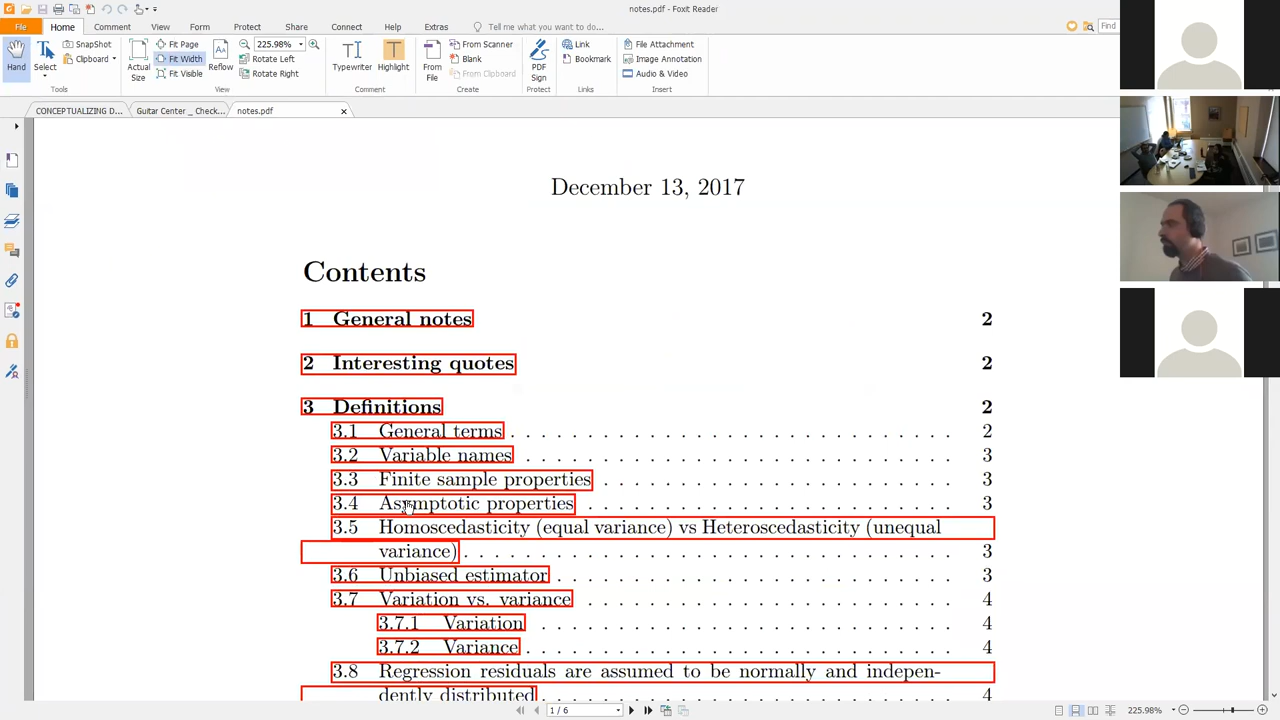 notes.pdf - Foxit Reader
File Home Comment View Form Protect Share Connect Help Extras Tell me what you want to do... Find
Hand
Select
SnapShot
Clipboard
Tools
Actual Size
Fit Page
Fit Width
Fit Visible
Reflow
225.98%
Rotate Left
Rotate Right
View
Typewriter
Highlight
Comment
From File
From Scanner
Blank
From Clipboard
Create
PDF Sign
Protect
Link
Bookmark
Links
File Attachment
Image Annotation
Audio & Video
Insert
CONCEPTUALIZING D... Guitar Center _ Check... notes.pdf
December 13, 2017
Contents
1 General notes 2
2 Interesting quotes 2
3 Definitions 2
3.1 General terms . . . . . . . . . . . . . . . . . . . . . 2
3.2 Variable names . . . . . . . . . . . . . . . . . . . . 3
3.3 Finite sample properties . . . . . . . . . . . . . . . . 3
3.4 Asymptotic properties . . . . . . . . . . . . . . . . . 3
3.5 Homoscedasticity (equal variance) vs Heteroscedasticity (unequal
variance) . . . . . . . . . . . . . . . . . . . . . . . 3
3.6 Unbiased estimator . . . . . . . . . . . . . . . . . . 3
3.7 Variation vs. variance . . . . . . . . . . . . . . . . . 4
3.7.1 Variation . . . . . . . . . . . . . . . . . . . . 4
3.7.2 Variance . . . . . . . . . . . . . . . . . . . . 4
3.8 Regression residuals are assumed to be normally and indepen-
dently distributed . . . . . . . . . . . . . . . . . . . 4
1 / 6
225.98%